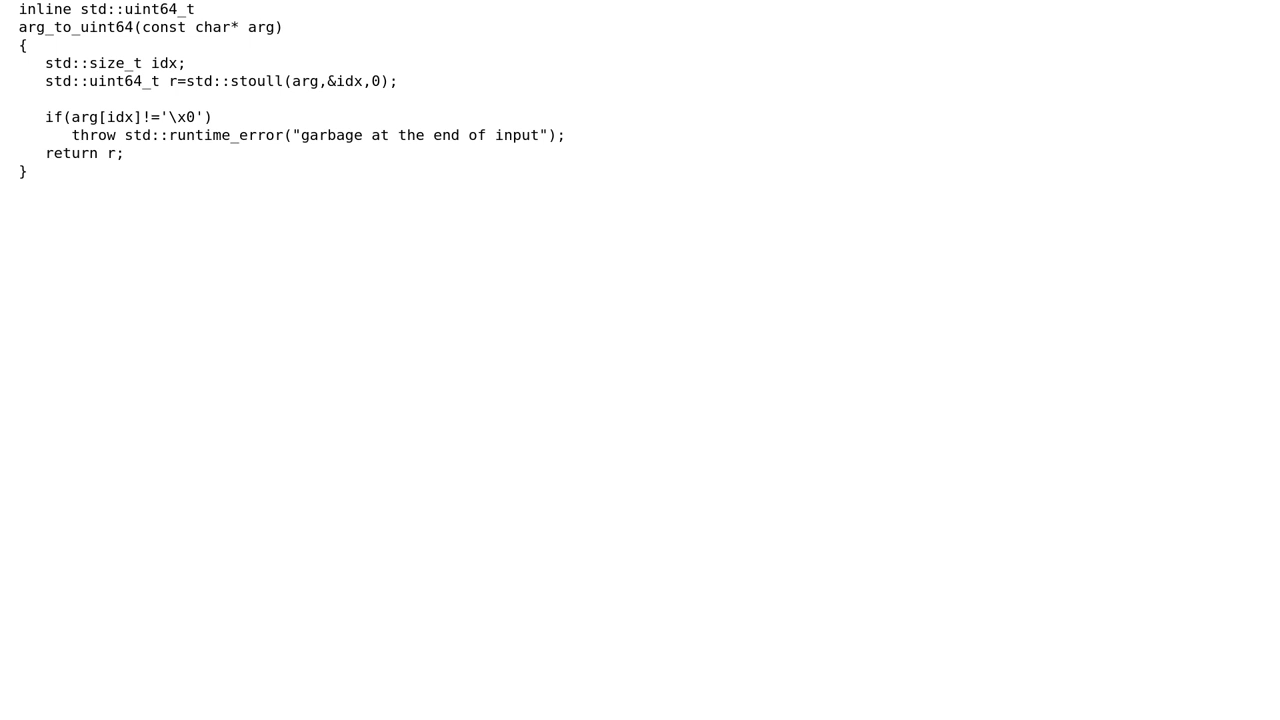 inline std::uint64_t
arg_to_uint64(const char* arg)
{
   std::size_t idx;
   std::uint64_t r=std::stoull(arg,&idx,0);

   if(arg[idx]!='\x0')
      throw std::runtime_error("garbage at the end of input");
   return r;
}